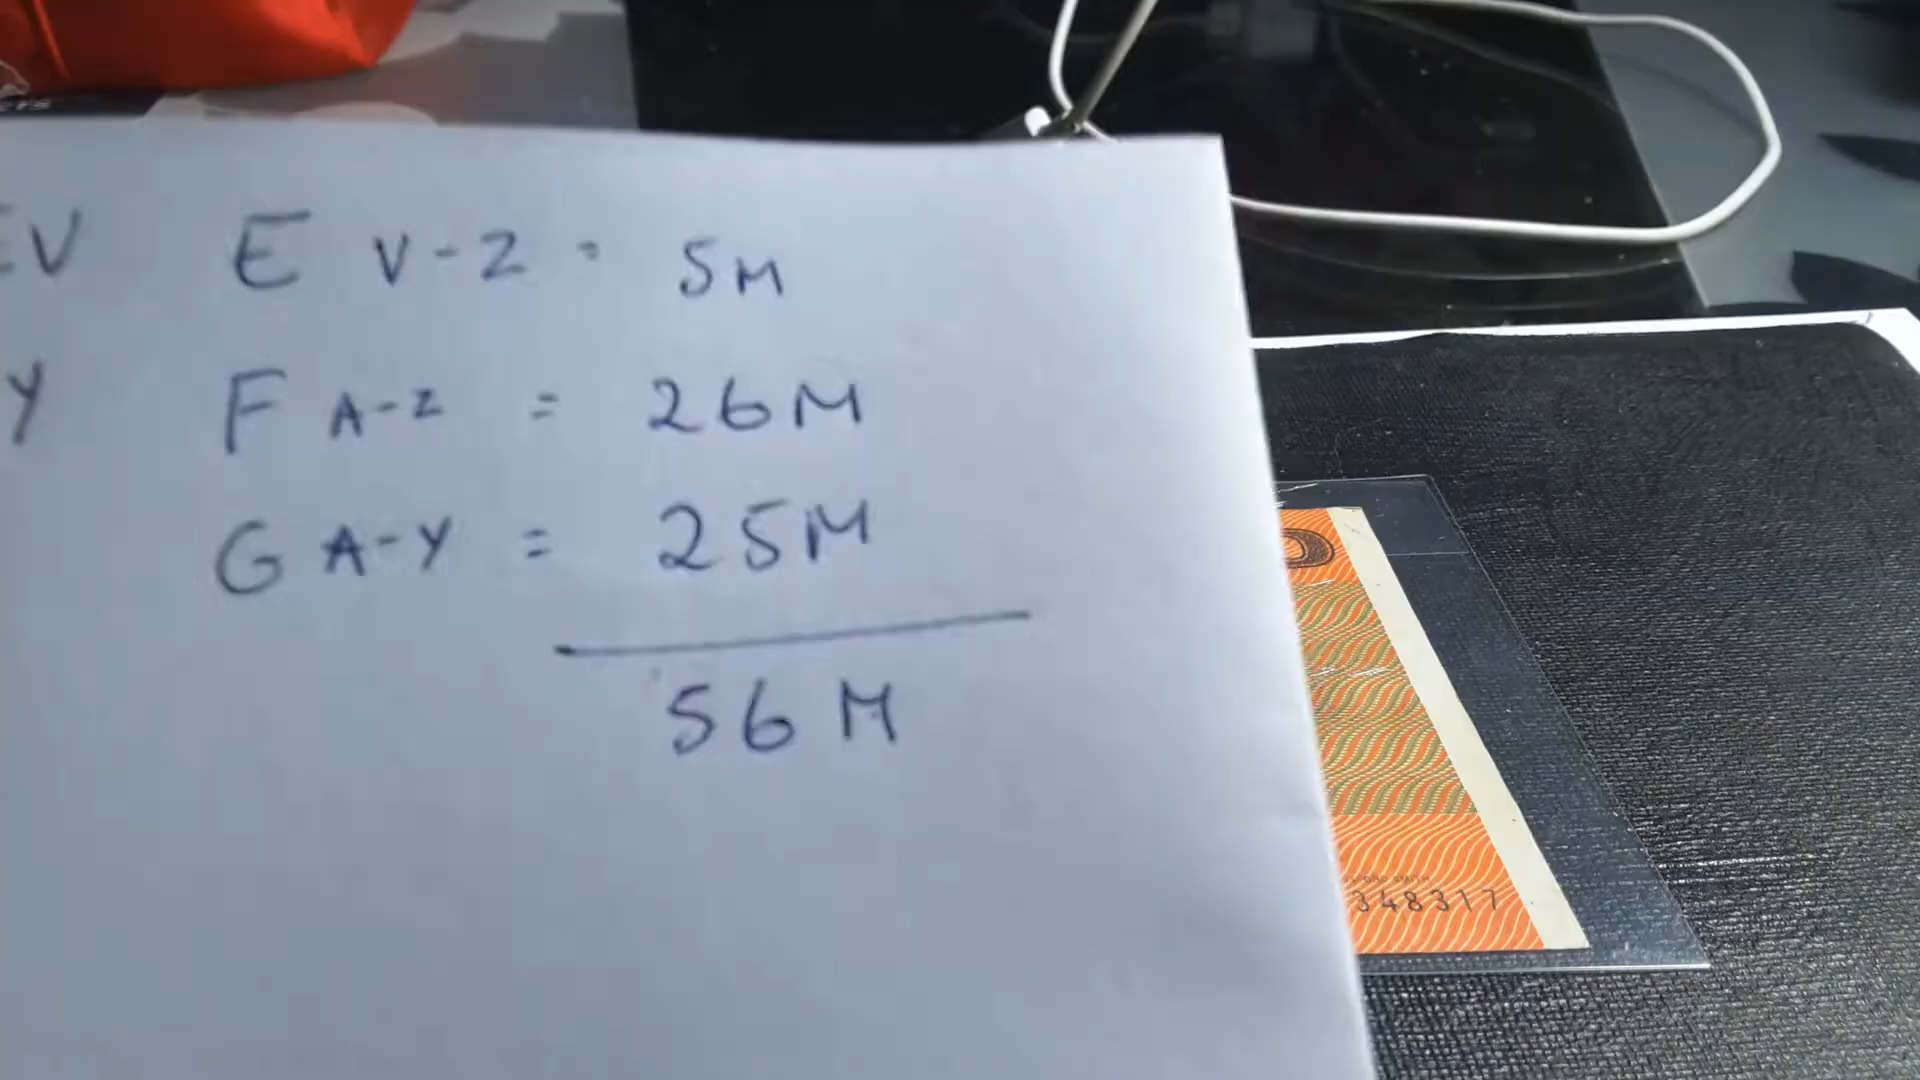 EV E V-Z = 5M
Y F A-Z = 26M
G A-Y = 25M
56M
348317